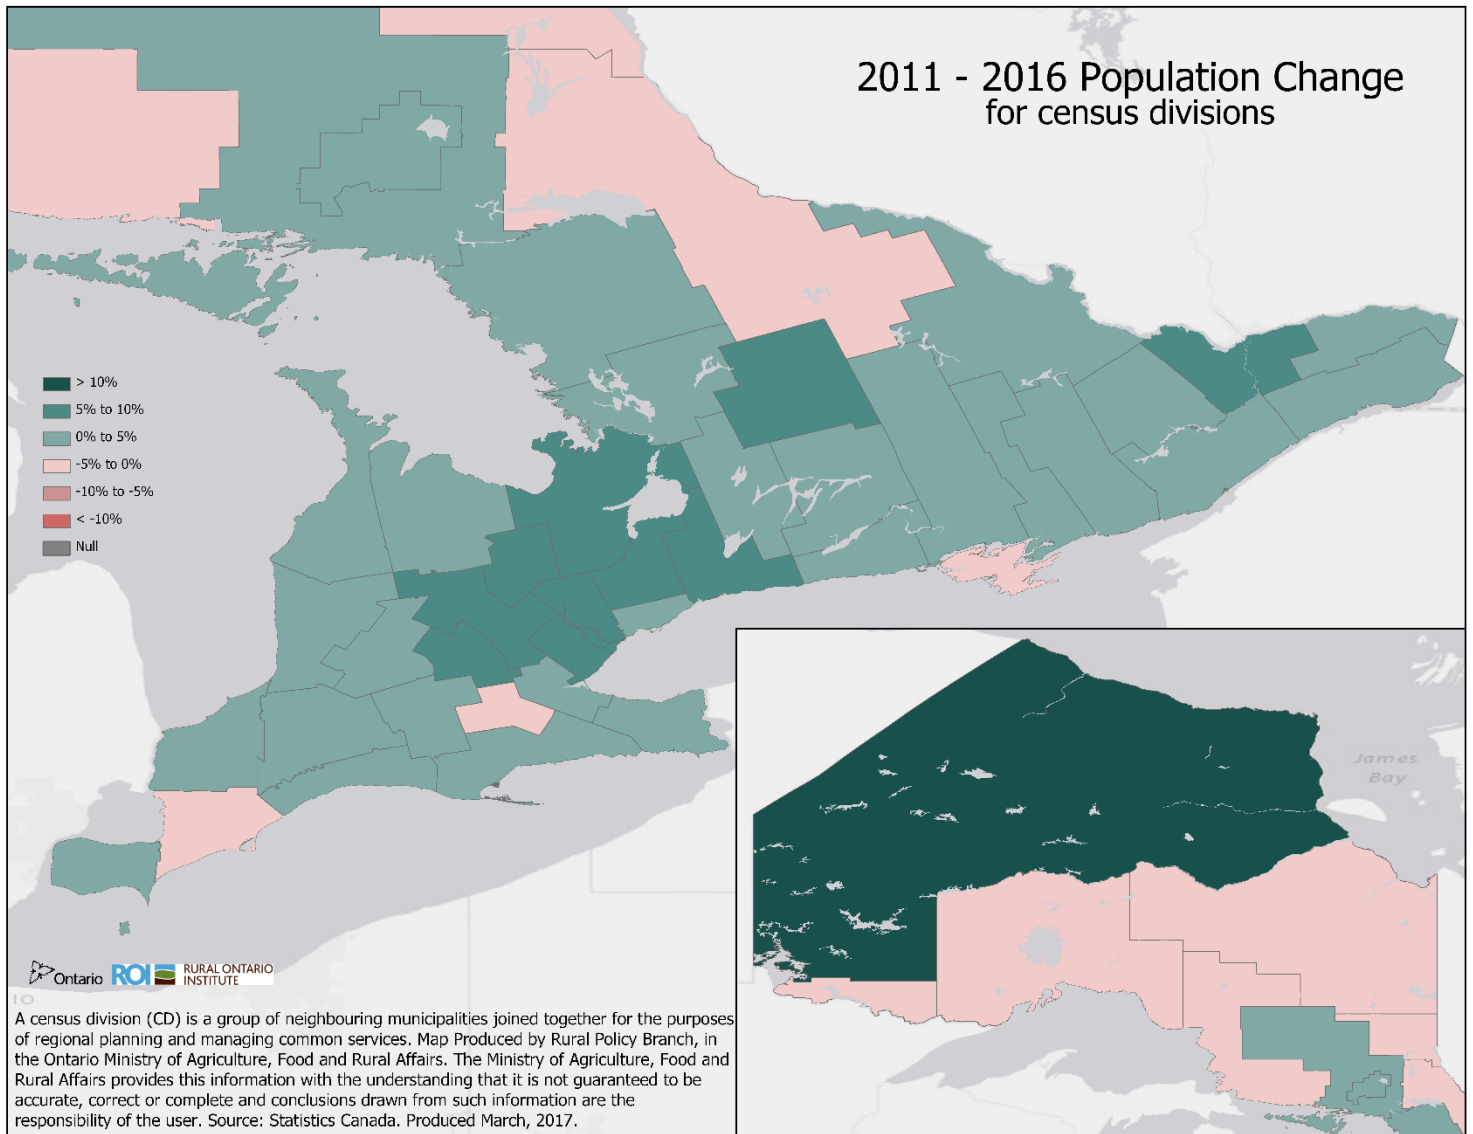 2011 - 2016 Population Change
for census divisions
> 10%
5% to 10%
0% to 5%
-5% to 0%
-10% to -5%
< -10%
Null
James
Bay
Ontario ROI RURAL ONTARIO
INSTITUTE
IO
A census division (CD) is a group of neighbouring municipalities joined together for the purposes
of regional planning and managing common services. Map Produced by Rural Policy Branch, in
the Ontario Ministry of Agriculture, Food and Rural Affairs. The Ministry of Agriculture, Food and
Rural Affairs provides this information with the understanding that it is not guaranteed to be
accurate, correct or complete and conclusions drawn from such information are the
responsibility of the user. Source: Statistics Canada. Produced March, 2017.